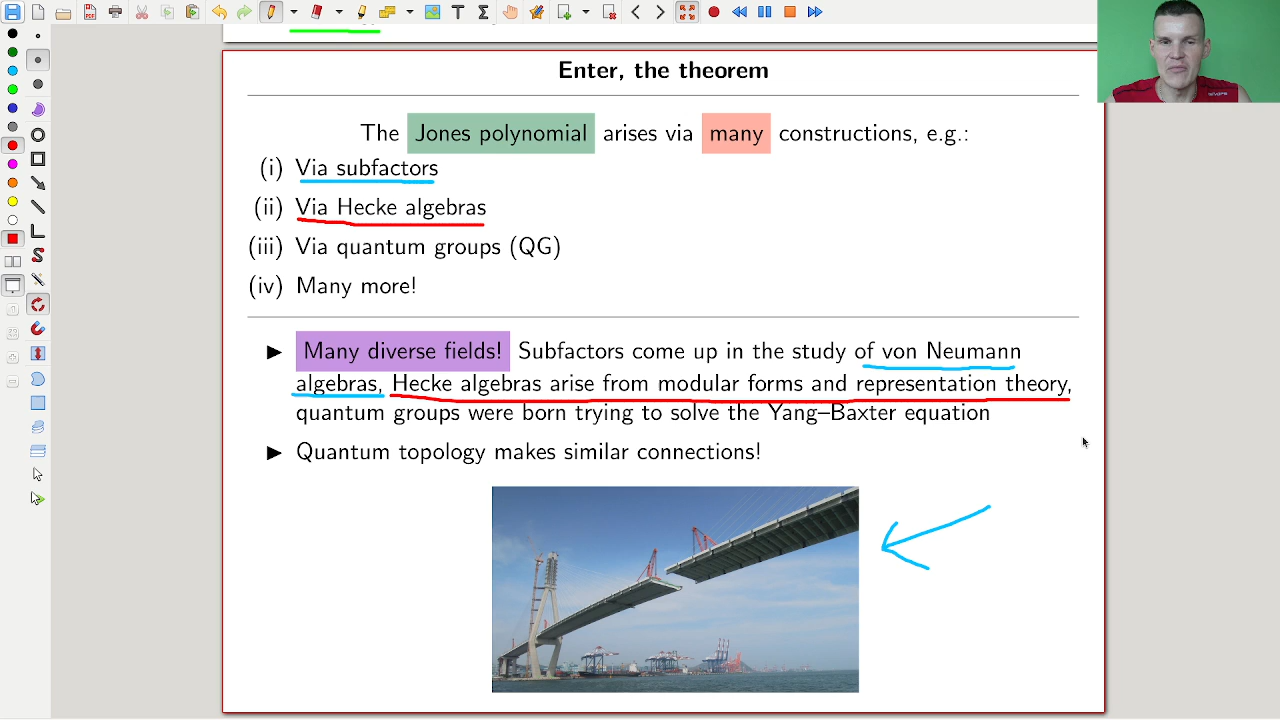 Enter, the theorem
The Jones polynomial arises via many constructions, e.g.:
(i) Via subfactors
(ii) Via Hecke algebras
(iii) Via quantum groups (QG)
(iv) Many more!
▶ Many diverse fields! Subfactors come up in the study of von Neumann
algebras, Hecke algebras arise from modular forms and representation theory,
quantum groups were born trying to solve the Yang–Baxter equation
▶ Quantum topology makes similar connections!